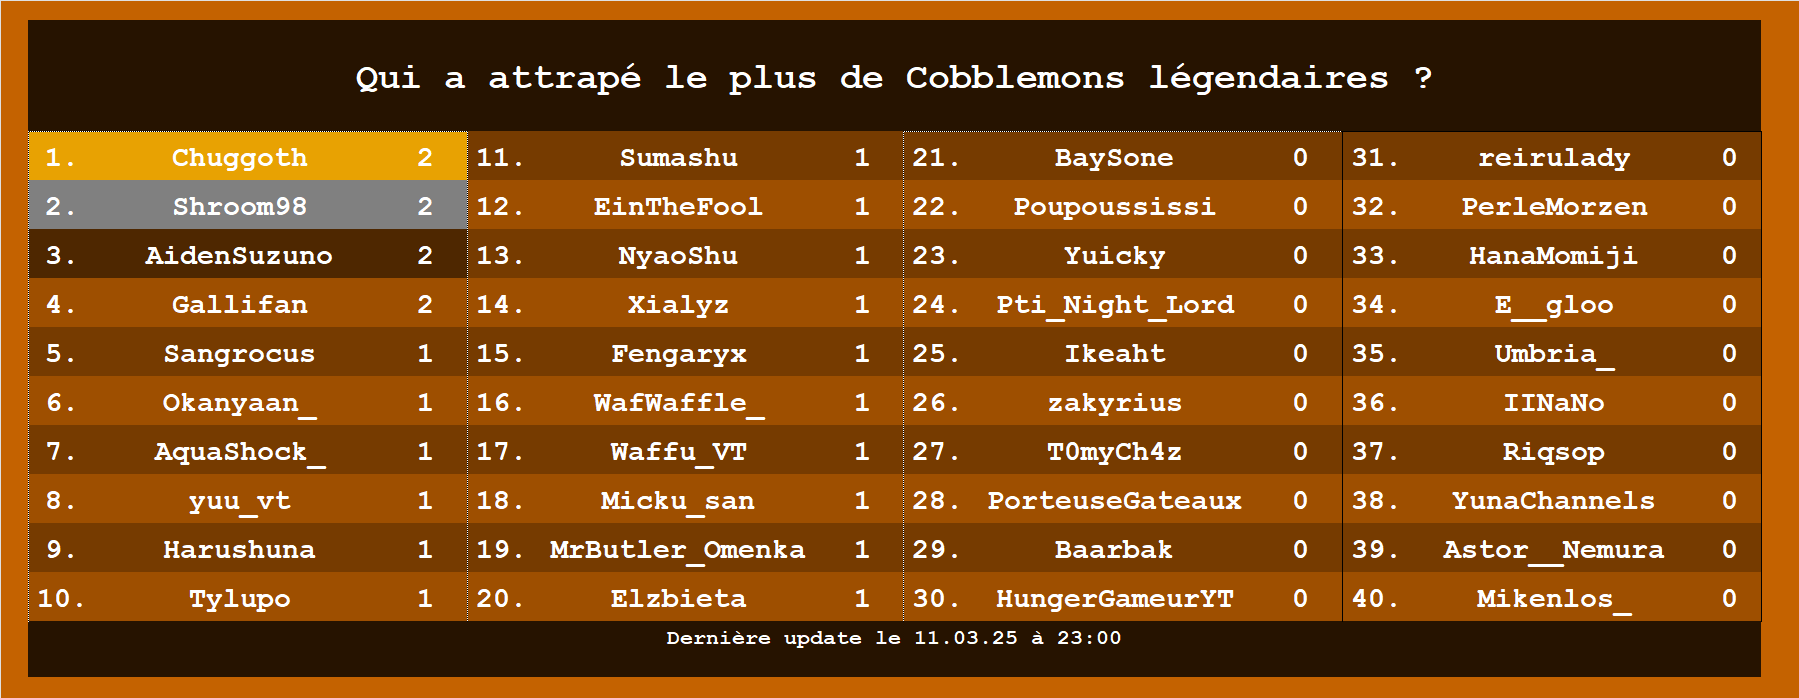 Qui a attrapé le plus de Cobblemons légendaires ?
1. Chuggoth 2
2. Shroom98 2
3. AidenSuzuno 2
4. Gallifan 2
5. Sangrocus 1
6. Okanyaan_ 1
7. AquaShock_ 1
8. yuu_vt 1
9. Harushuna 1
10. Tylupo 1
11. Sumashu 1
12. EinTheFool 1
13. NyaoShu 1
14. Xialyz 1
15. Fengaryx 1
16. WafWaffle_ 1
17. Waffu_VT 1
18. Micku_san 1
19. MrButler_Omenka 1
20. Elzbieta 1
21. BaySone 0
22. Poupoussissi 0
23. Yuicky 0
24. Pti_Night_Lord 0
25. Ikeaht 0
26. zakyrius 0
27. T0myCh4z 0
28. PorteuseGateaux 0
29. Baarbak 0
30. HungerGameurYT 0
31. reirulady 0
32. PerleMorzen 0
33. HanaMomiji 0
34. E__gloo 0
35. Umbria_ 0
36. IINaNo 0
37. Riqsop 0
38. YunaChannels 0
39. Astor__Nemura 0
40. Mikenlos_ 0
Dernière update le 11.03.25 à 23:00